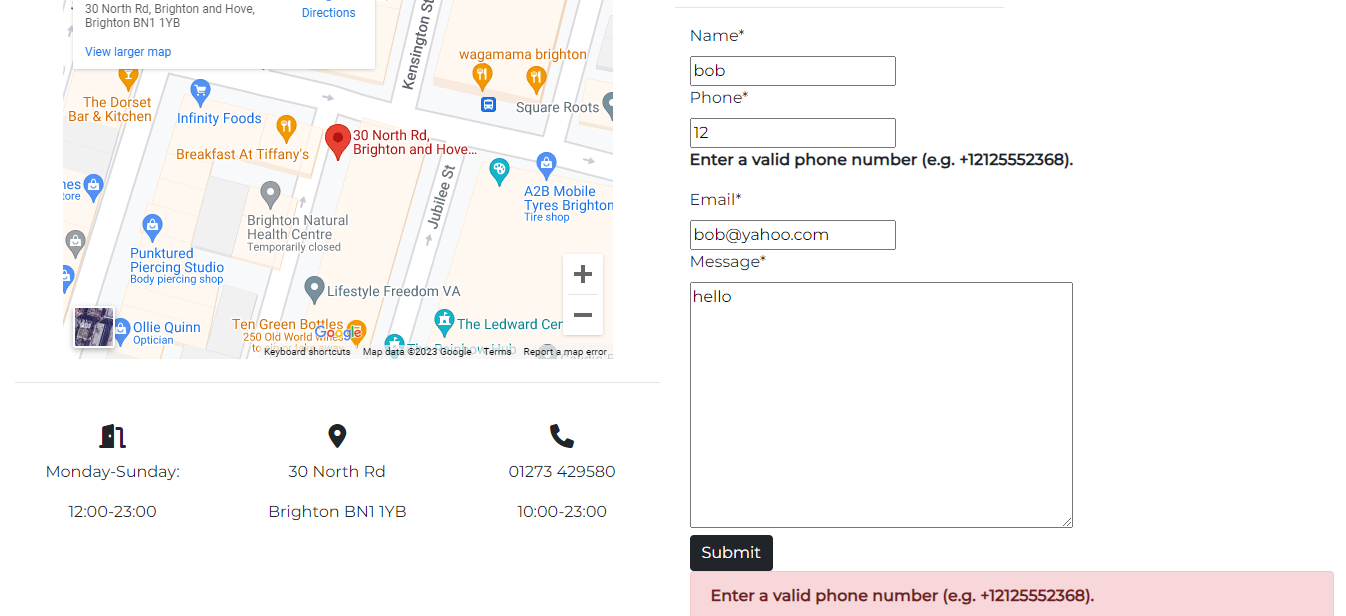 30 North Rd, Brighton and Hove,
Brighton BN1 1YB
Directions
View larger map
Kensington St
wagamama brighton
The Dorset
Bar & Kitchen
Infinity Foods
Square Roots
Breakfast At Tiffany's
30 North Rd,
Brighton and Hove...
Jubilee St
A2B Mobile
Tyres Brighton
Tire shop
Brighton Natural
Health Centre
Temporarily closed
Punktured
Piercing Studio
Body piercing shop
Lifestyle Freedom VA
Ollie Quinn
Optician
Ten Green Bottles
250 Old World wines
Google
The Ledward Cen
Keyboard shortcuts
Map data ©2023 Google
Terms
Report a map error
Monday-Sunday:
12:00-23:00
30 North Rd
Brighton BN1 1YB
01273 429580
10:00-23:00
Name*
bob
Phone*
12
Enter a valid phone number (e.g. +12125552368).
Email*
bob@yahoo.com
Message*
hello
Submit
Enter a valid phone number (e.g. +12125552368).